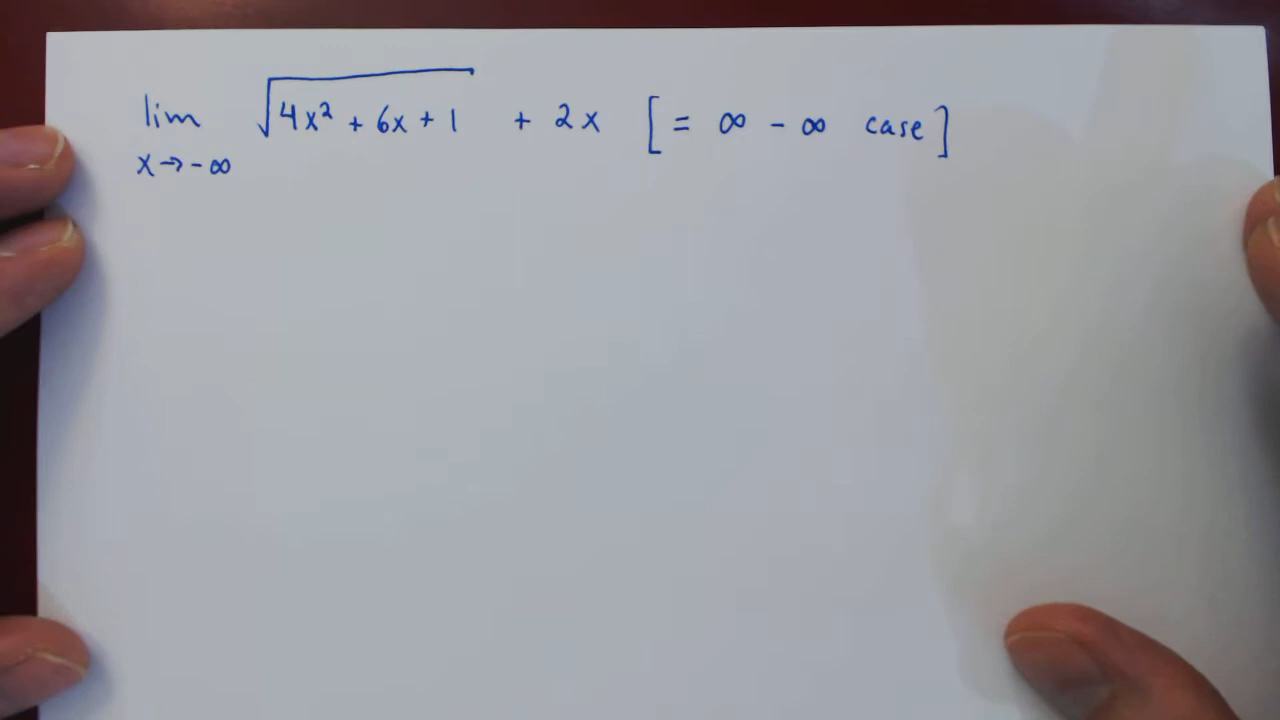 lim √(4x² + 6x + 1) + 2x [= ∞ - ∞ case]
x→-∞